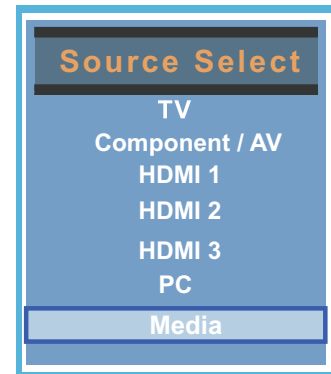 Source Select
TV
Component / AV
HDMI 1
HDMI 2
HDMI 3
PC
Media